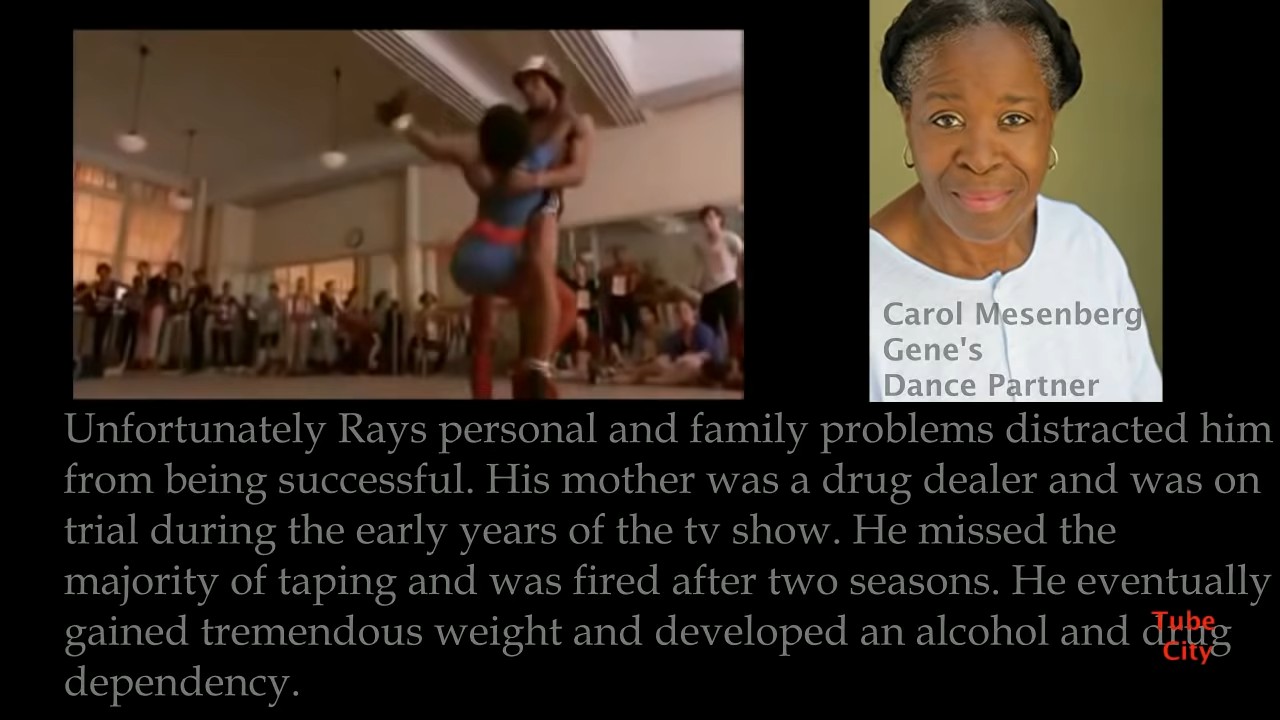 Carol Mesenberg
Gene's
Dance Partner
Unfortunately Rays personal and family problems distracted him
from being successful. His mother was a drug dealer and was on
trial during the early years of the tv show. He missed the
majority of taping and was fired after two seasons. He eventually
gained tremendous weight and developed an alcohol and drug
dependency.
Tube
City